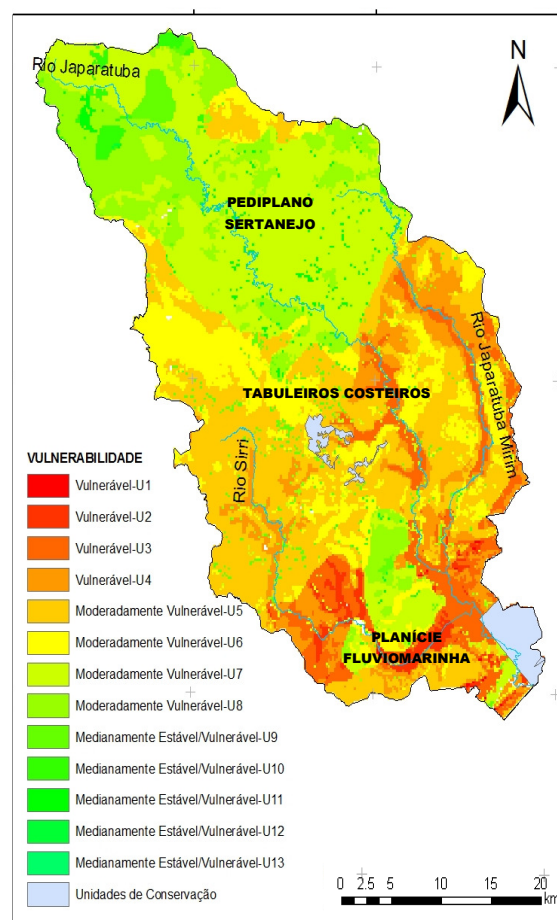 N
Rio Japaratuba
PEDIPLANO
SERTANEJO
Rio Japaratuba Mirim
TABULEIROS COSTEIROS
Rio Sirri
VULNERABILIDADE
Vulnerável-U1
Vulnerável-U2
Vulnerável-U3
Vulnerável-U4
Moderadamente Vulnerável-U5
Moderadamente Vulnerável-U6
Moderadamente Vulnerável-U7
Moderadamente Vulnerável-U8
Medianamente Estável/Vulnerável-U9
Medianamente Estável/Vulnerável-U10
Medianamente Estável/Vulnerável-U11
Medianamente Estável/Vulnerável-U12
Medianamente Estável/Vulnerável-U13
Unidades de Conservação
PLANÍCIE
FLUVIOMARINHA
0 2.5 5 10 15 20
km